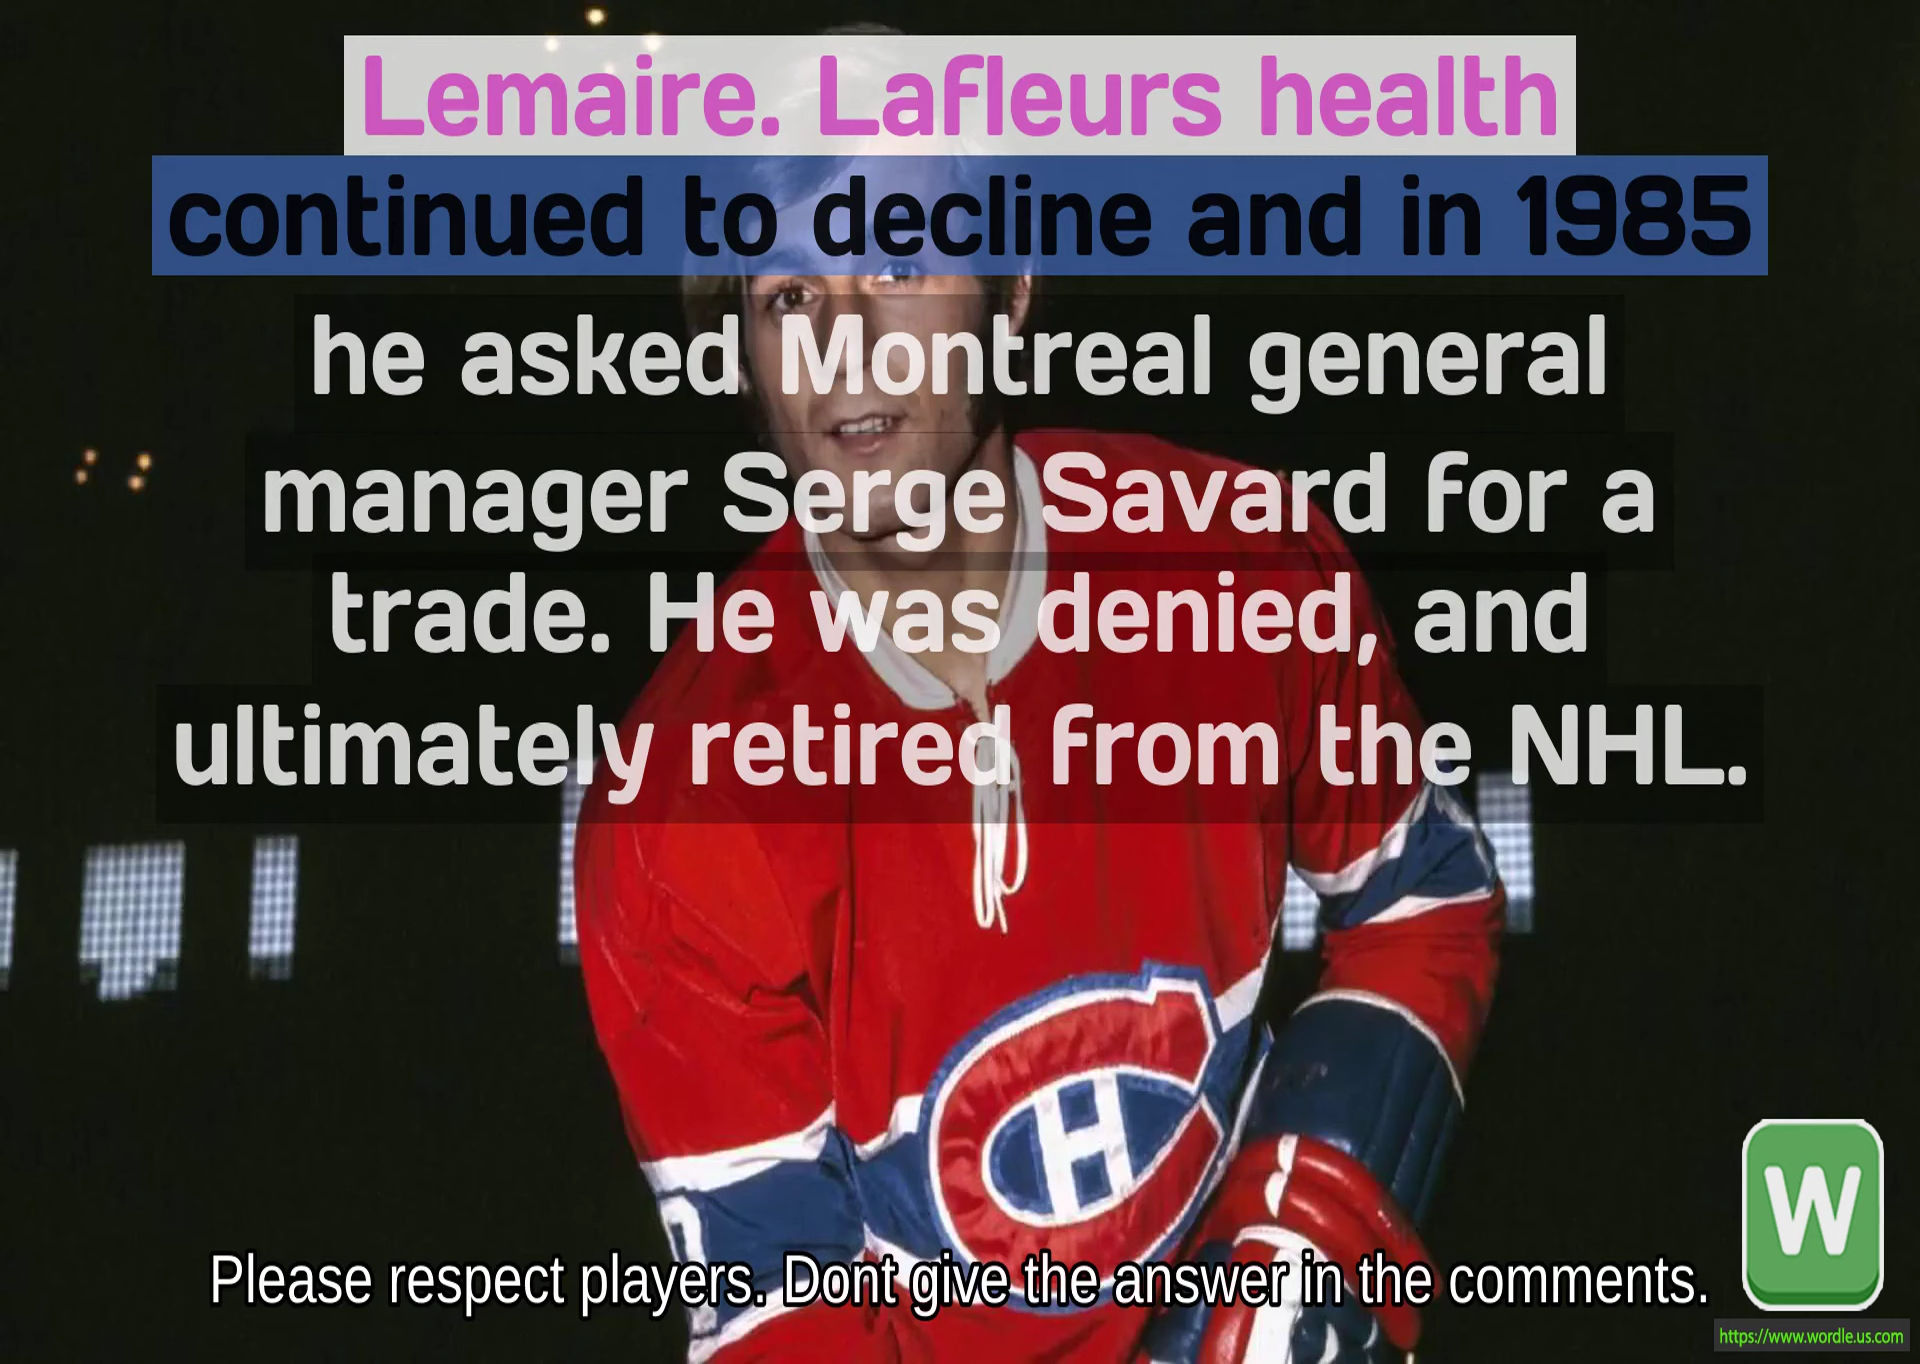 Lemaire. Lafleurs health
continued to decline and in 1985
he asked Montreal general
manager Serge Savard for a
trade. He was denied, and
ultimately retired from the NHL.
CH
Please respect players. Dont give the answer in the comments.
W
https://www.wordle.us.com